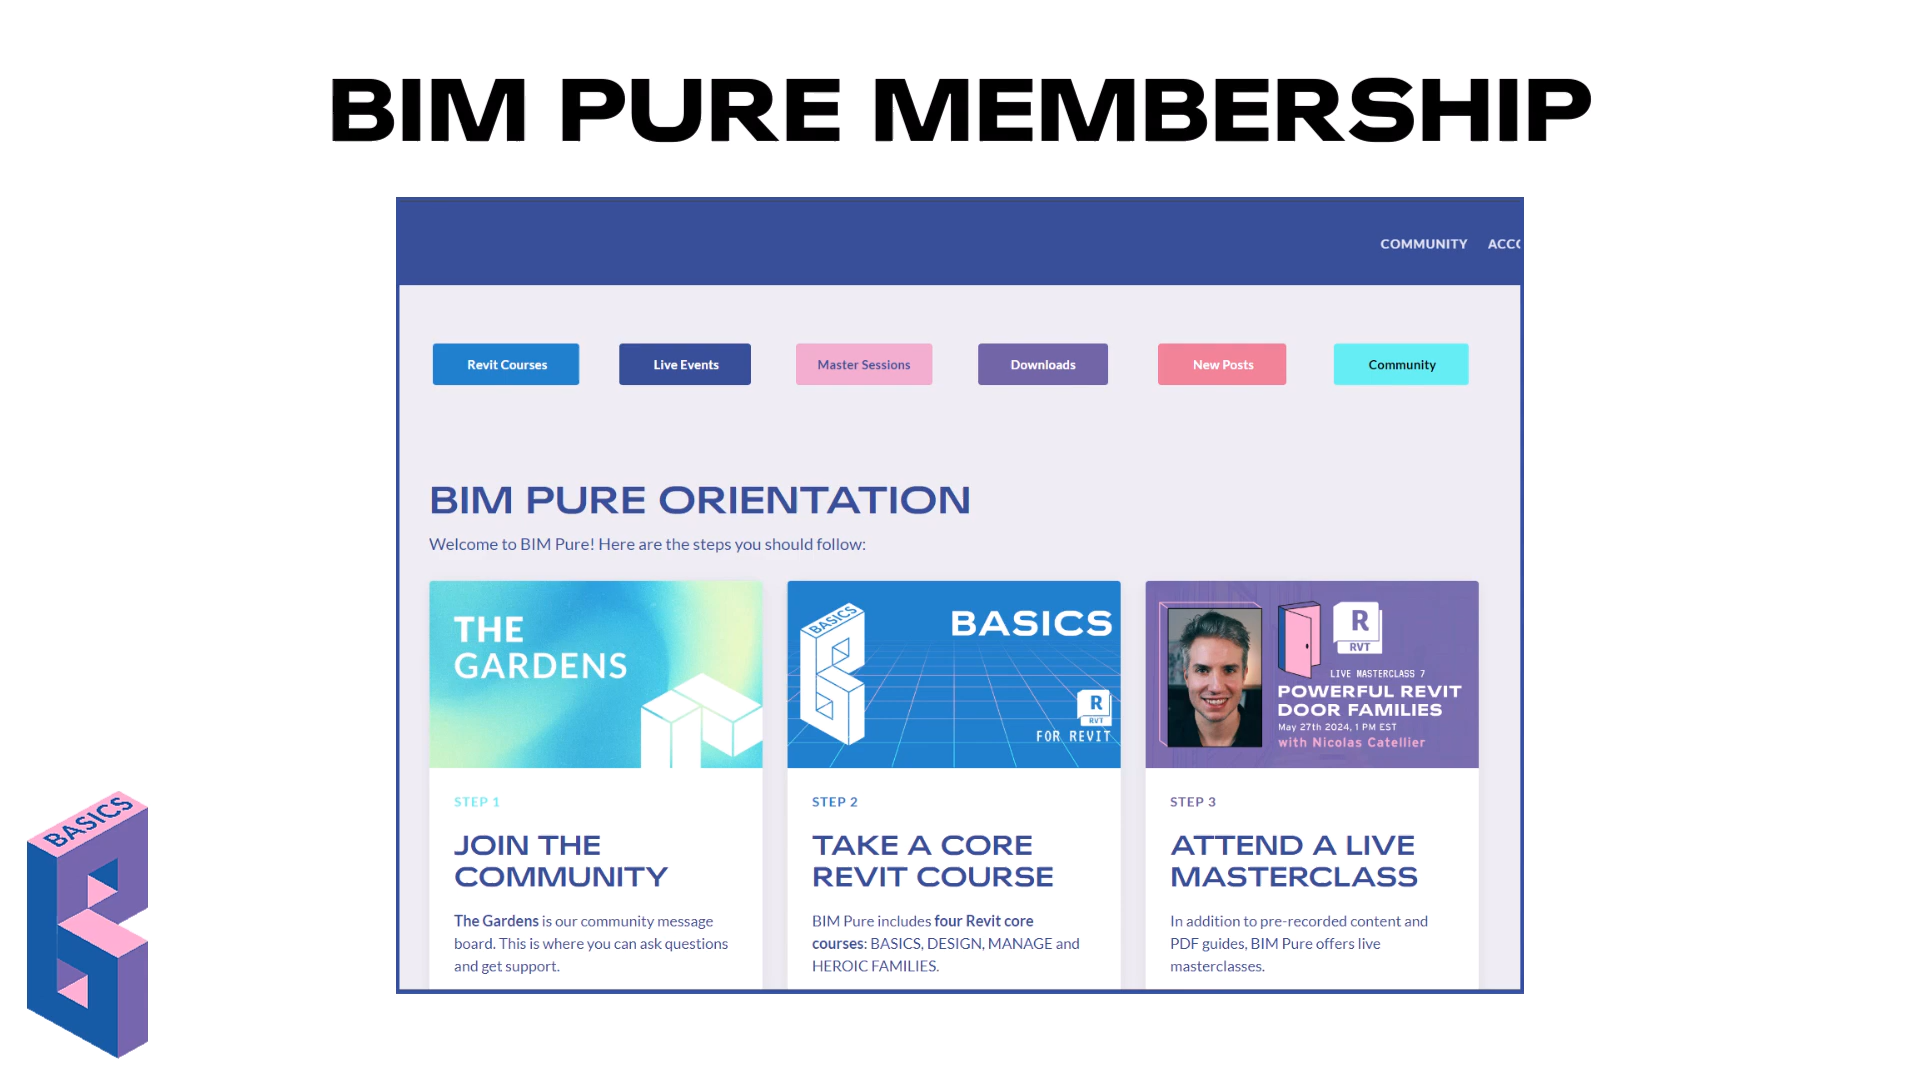 BIM PURE MEMBERSHIP
COMMUNITY ACCO
Revit Courses
Live Events
Master Sessions
Downloads
New Posts
Community
BIM PURE ORIENTATION
Welcome to BIM Pure! Here are the steps you should follow:
THE
GARDENS
STEP 1
JOIN THE
COMMUNITY
The Gardens is our community message
board. This is where you can ask questions
and get support.
BASICS
BASICS
R
RVT
FOR REVIT
STEP 2
TAKE A CORE
REVIT COURSE
BIM Pure includes four Revit core
courses: BASICS, DESIGN, MANAGE and
HEROIC FAMILIES.
R
RVT
LIVE MASTERCLASS 7
POWERFUL REVIT
DOOR FAMILIES
May 27th 2024, 1 PM EST
with Nicolas Catellier
STEP 3
ATTEND A LIVE
MASTERCLASS
In addition to pre-recorded content and
PDF guides, BIM Pure offers live
masterclasses.
BASICS